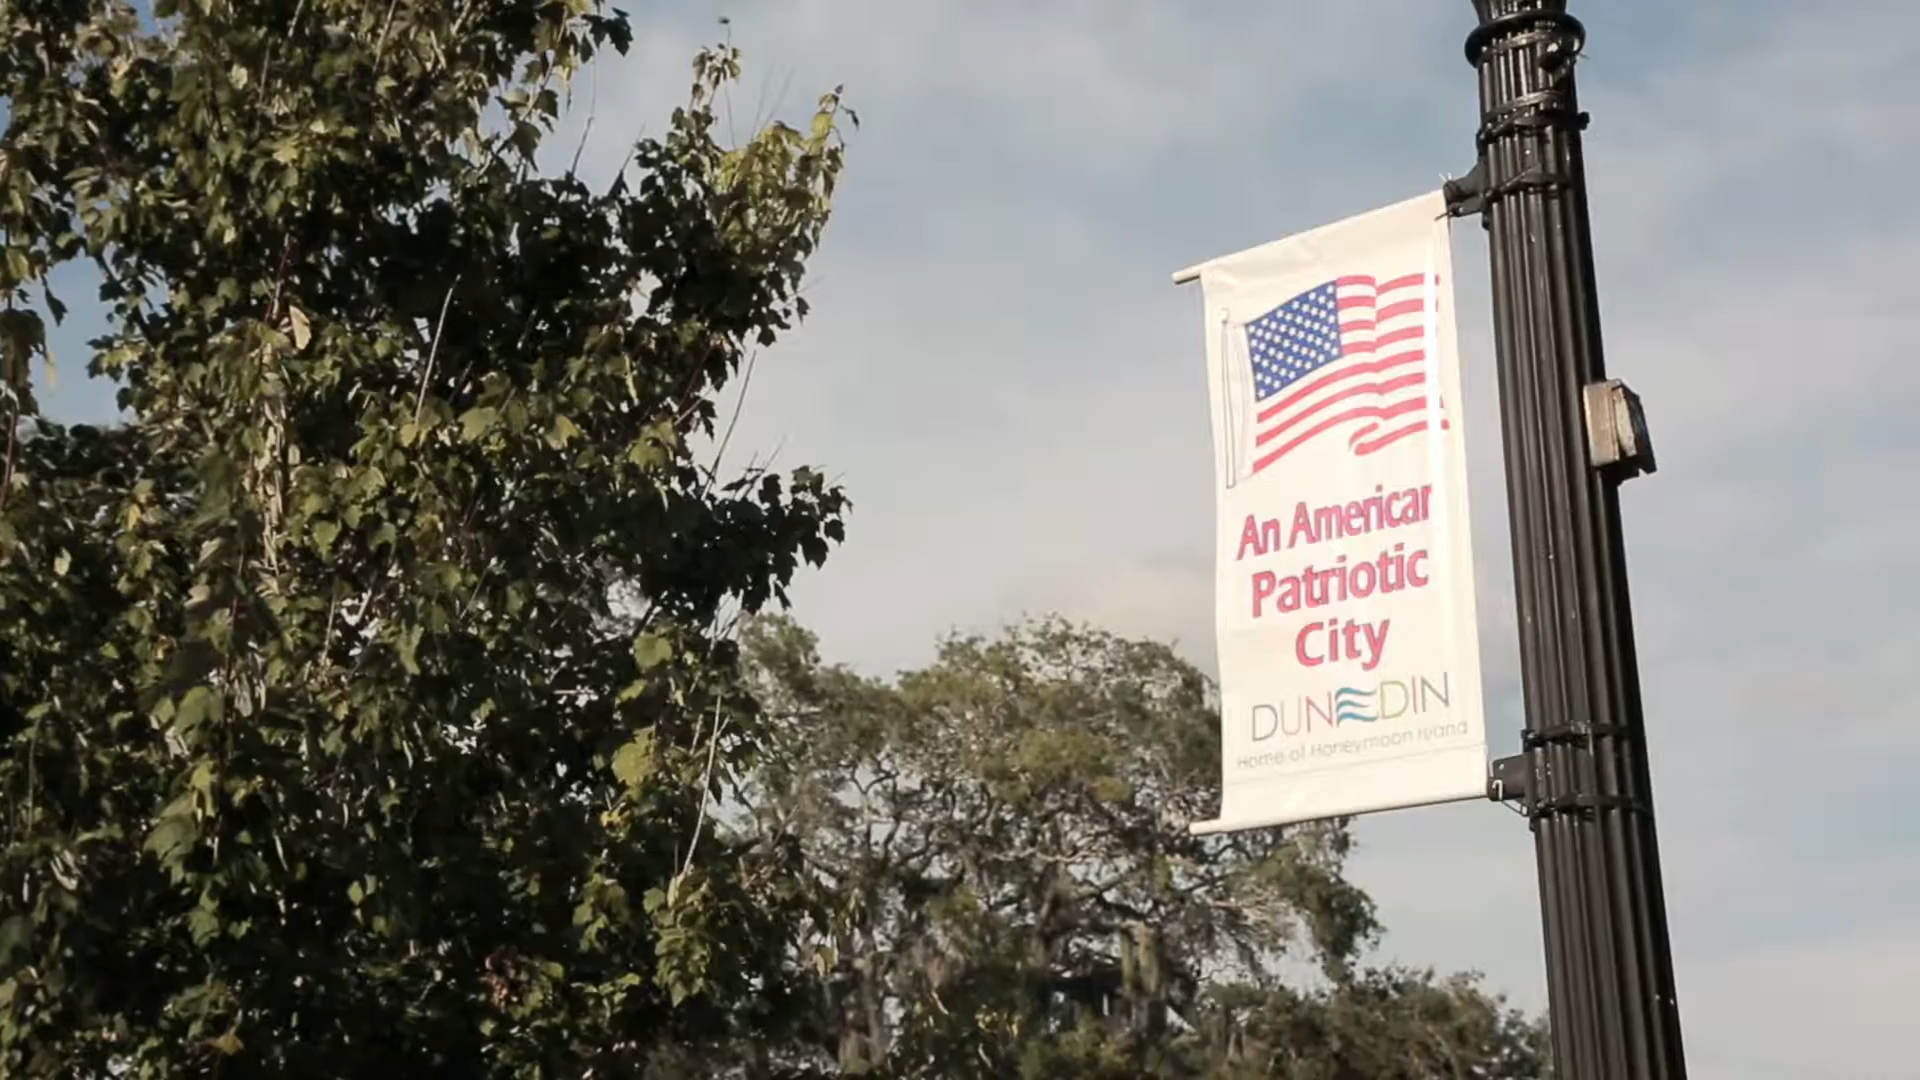 An American
Patriotic
City
DUNEDIN
Home of Honeymoon Island